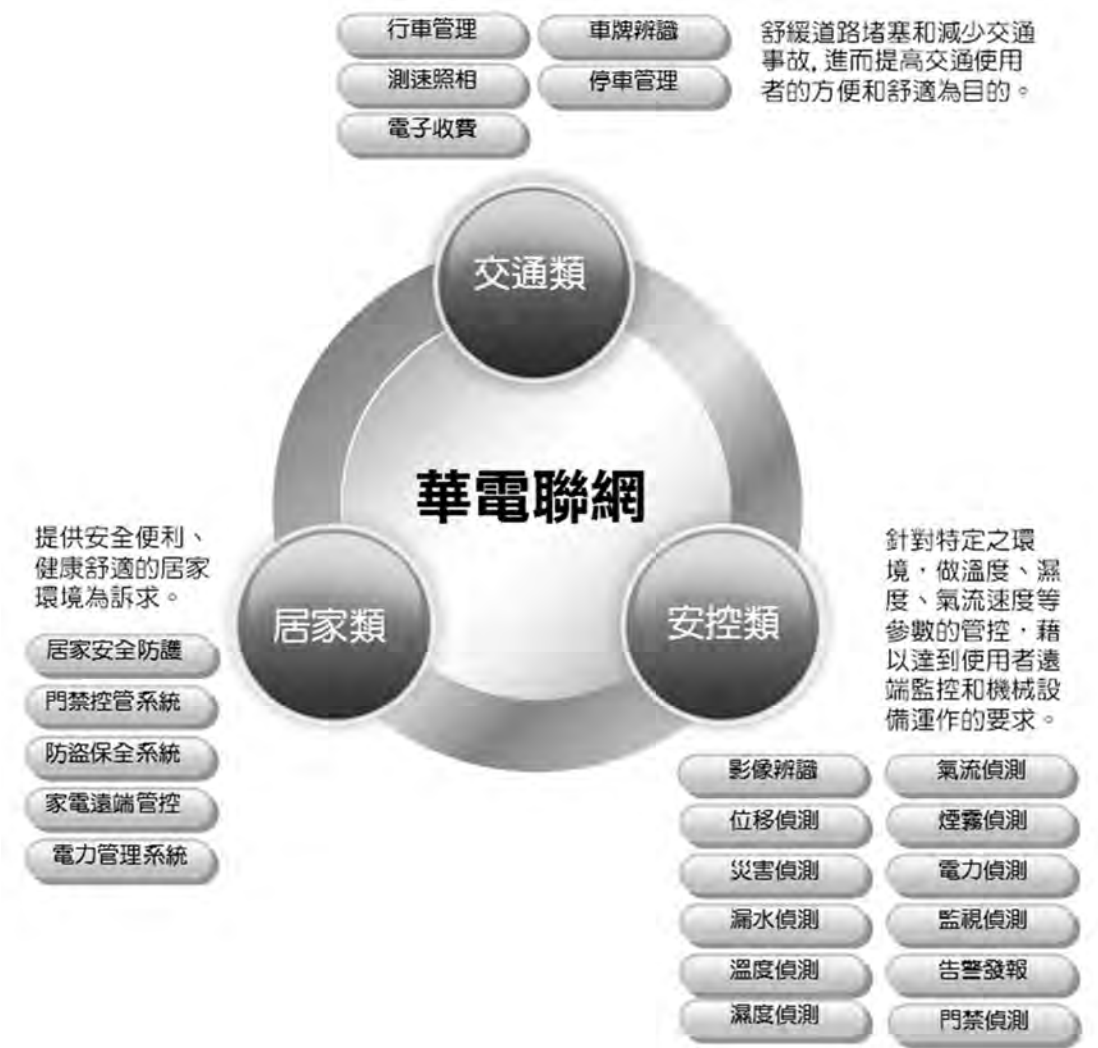 行車管理
車牌辨識
測速照相
停車管理
電子收費
舒緩道路堵塞和減少交通
事故,進而提高交通使用
者的方便和舒適為目的。
交通類
華電聯網
居家類
安控類
提供安全便利、
健康舒適的居家
環境為訴求。
居家安全防護
門禁控管系統
防盜保全系統
家電遠端管控
電力管理系統
針對特定之環
境,做溫度、濕
度、氣流速度等
參數的管控,藉
以達到使用者遠
端監控和機械設
備運作的要求。
影像辨識
氣流偵測
位移偵測
煙霧偵測
災害偵測
電力偵測
漏水偵測
監視偵測
溫度偵測
告警發報
濕度偵測
門禁偵測